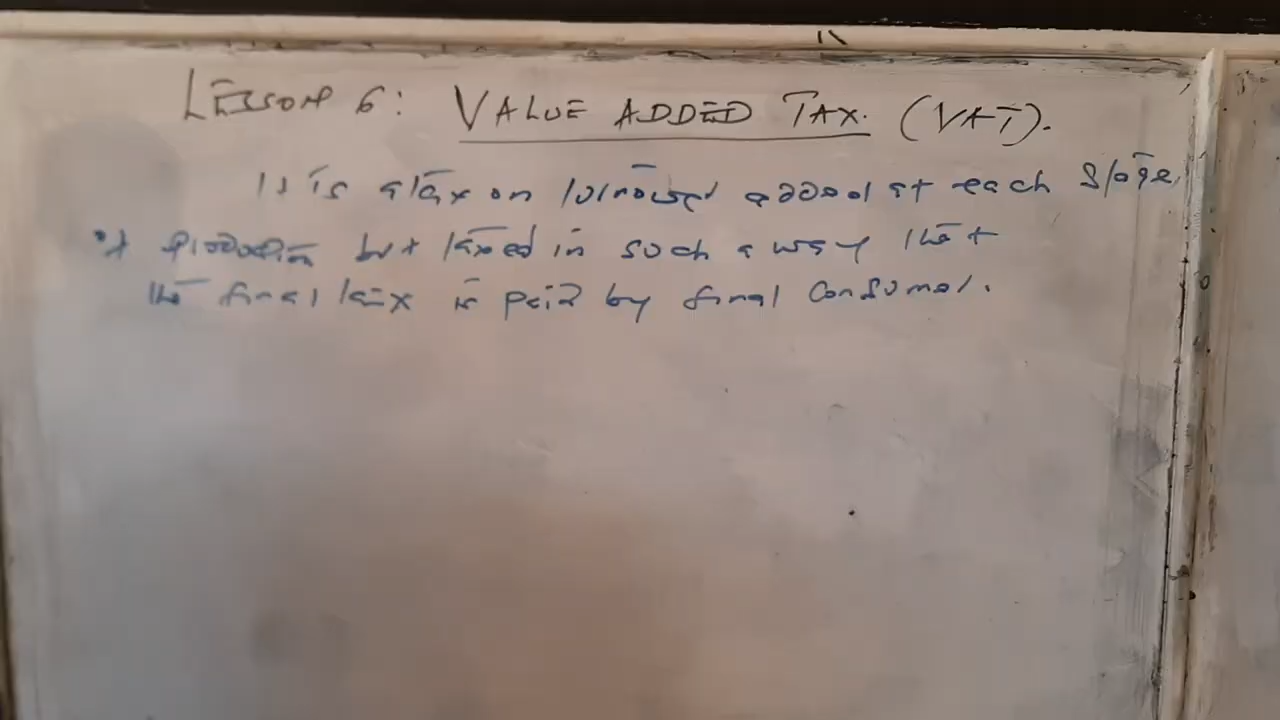 LESSON 6: VALUE ADDED TAX. (VAT).
It is a tax on added at each stage
of production but taxed in such a way that
the final tax is paid by final consumer.